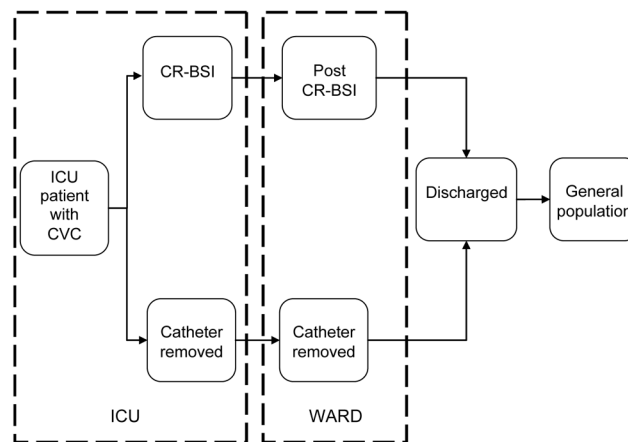 CR-BSI
Post
CR-BSI
ICU
patient
with
CVC
Discharged
General
population
Catheter
removed
Catheter
removed
ICU
WARD